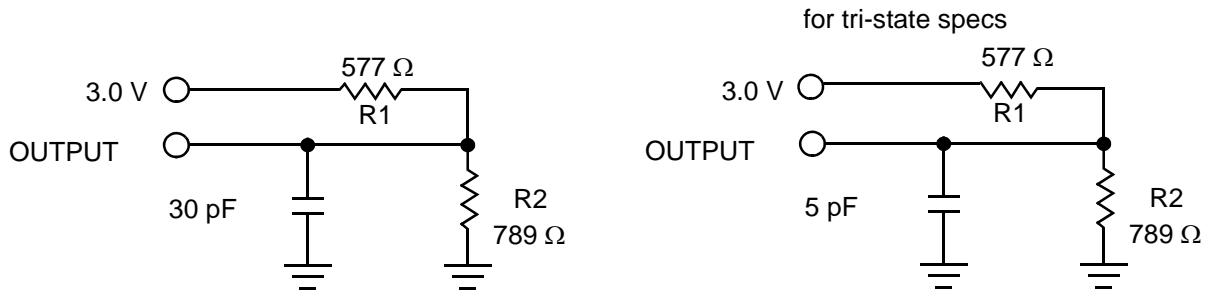 577 Ω
3.0 V
R1
OUTPUT
30 pF
R2
789 Ω
for tri-state specs
577 Ω
3.0 V
R1
OUTPUT
5 pF
R2
789 Ω